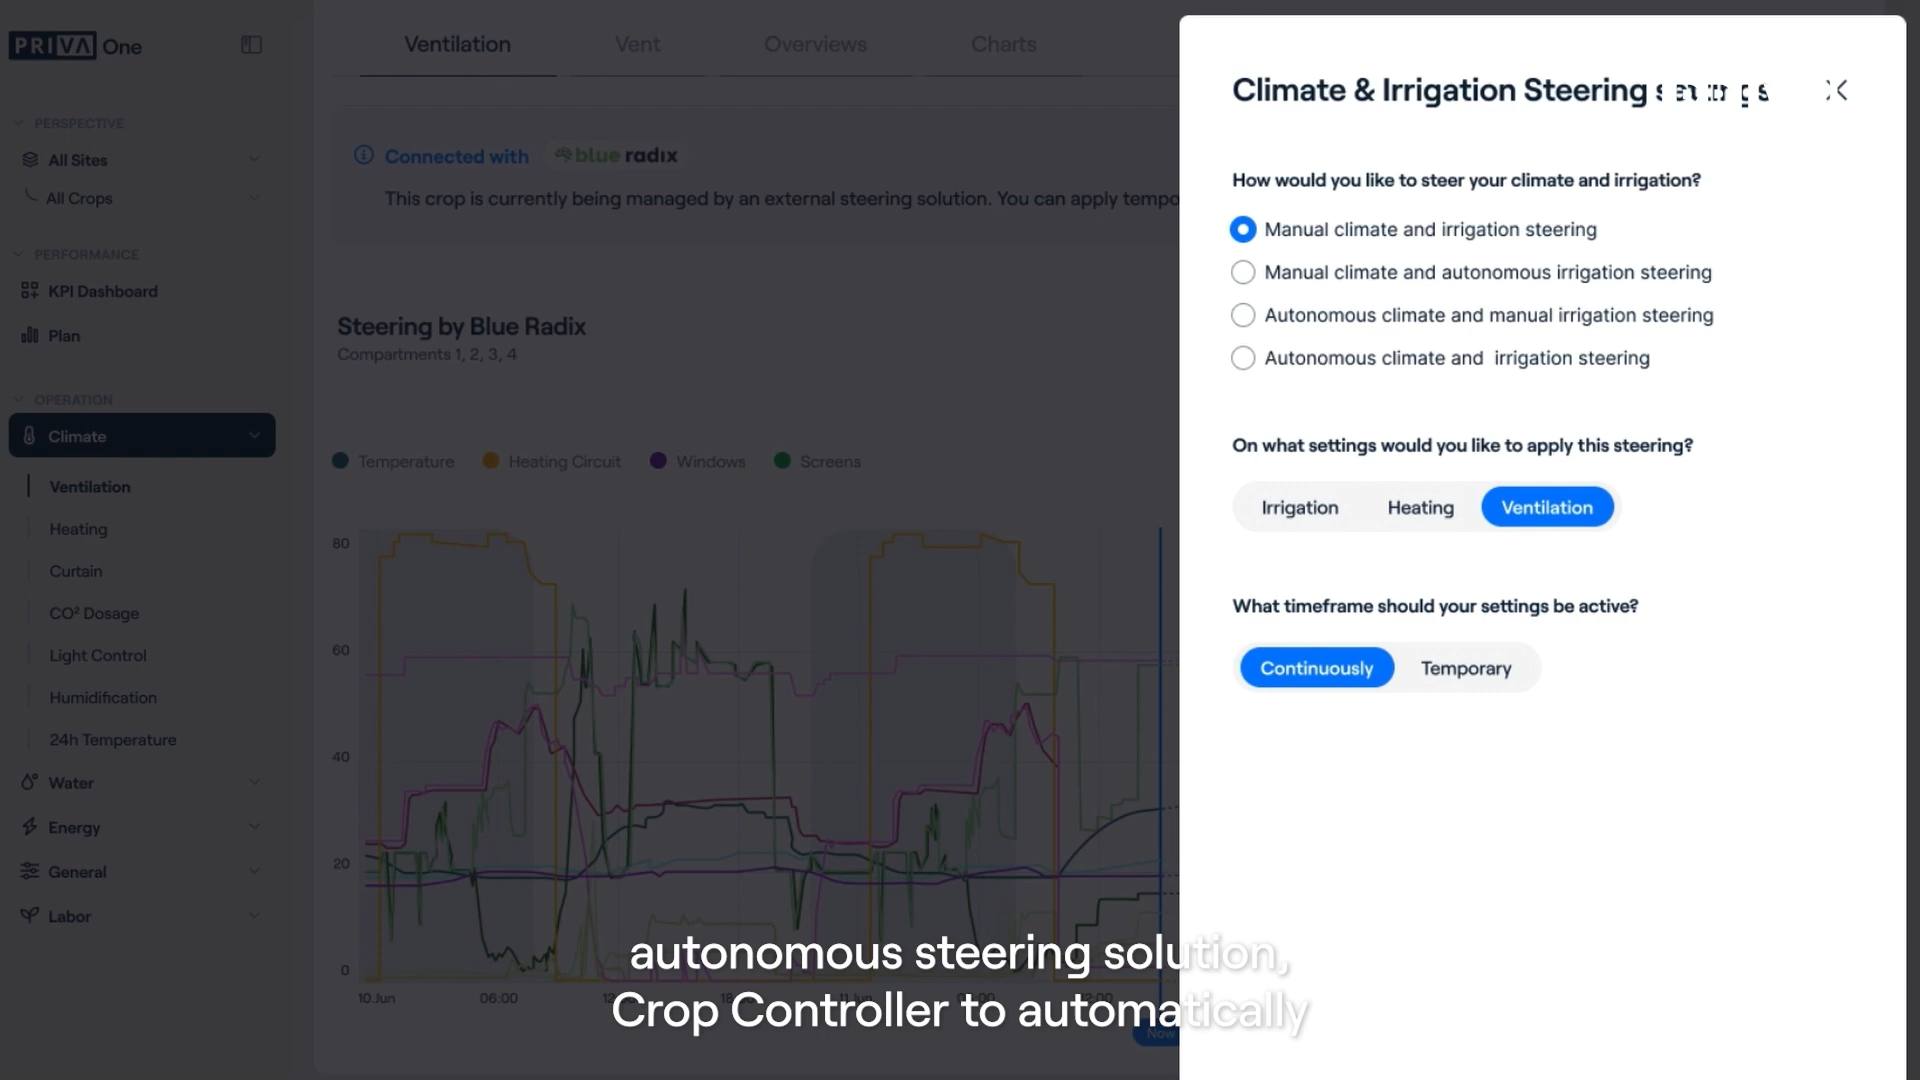 PRIVA One
PERSPECTIVE
All Sites
All Crops
PERFORMANCE
KPI Dashboard
Plan
OPERATION
Climate
Ventilation
Heating
Curtain
CO² Dosage
Light Control
Humidification
24h Temperature
Water
Energy
General
Labor
Ventilation
Vent
Overviews
Charts
Connected with blue radix
This crop is currently being managed by an external steering solution. You can apply
Steering by Blue Radix
Compartments 1, 2, 3, 4
Temperature
Heating Circuit
Windows
Screens
80
60
40
20
0
10.Jun
06:00
Now
Climate & Irrigation Steering settings
How would you like to steer your climate and irrigation?
Manual climate and irrigation steering
Manual climate and autonomous irrigation steering
Autonomous climate and manual irrigation steering
Autonomous climate and irrigation steering
On what settings would you like to apply this steering?
Irrigation
Heating
Ventilation
What timeframe should your settings be active?
Continuously
Temporary
autonomous steering solution,
Crop Controller to automatically